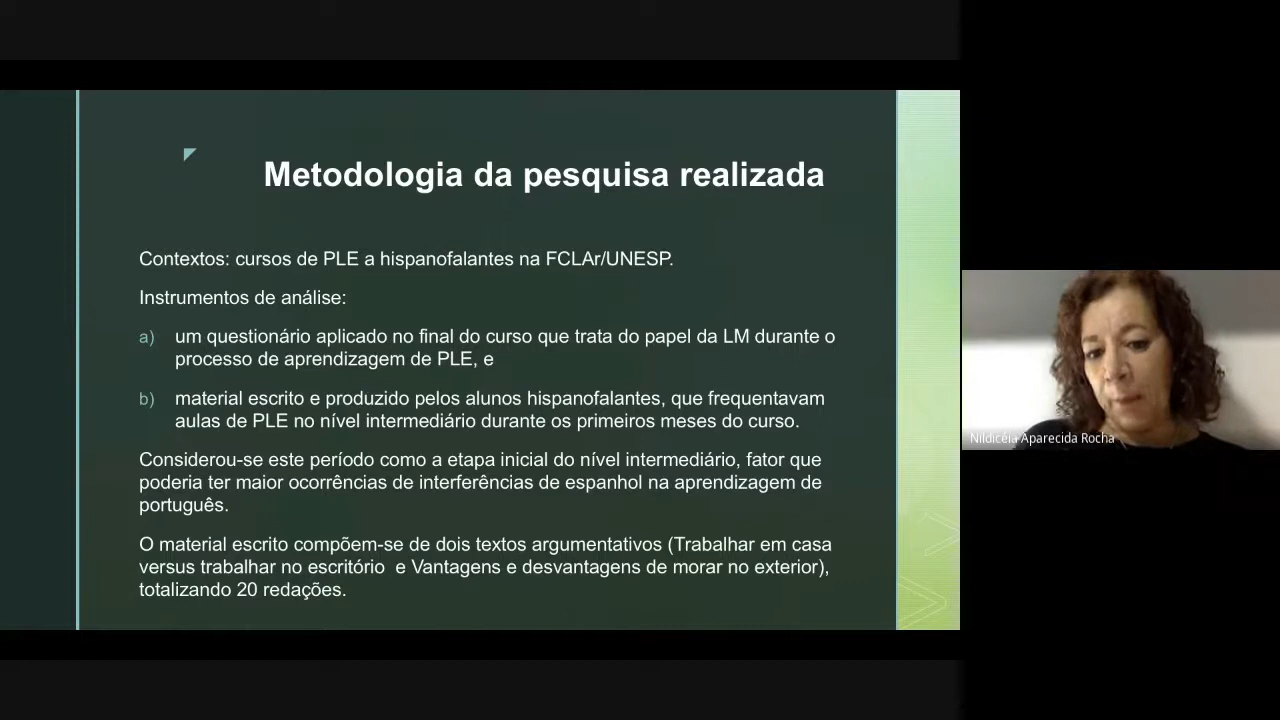 Metodologia da pesquisa realizada
Contextos: cursos de PLE a hispanofalantes na FCLAr/UNESP.
Instrumentos de análise:
a) um questionário aplicado no final do curso que trata do papel da LM durante o
processo de aprendizagem de PLE, e
b) material escrito e produzido pelos alunos hispanofalantes, que frequentavam
aulas de PLE no nível intermediário durante os primeiros meses do curso.
Considerou-se este período como a etapa inicial do nível intermediário, fator que
poderia ter maior ocorrências de interferências de espanhol na aprendizagem de
português.
O material escrito compõem-se de dois textos argumentativos (Trabalhar em casa
versus trabalhar no escritório e Vantagens e desvantagens de morar no exterior),
totalizando 20 redações.
Nildicéia Aparecida Rocha